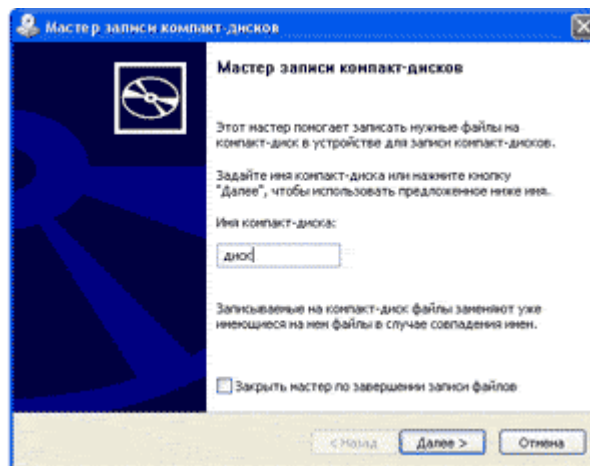 Мастер записи компакт-дисков
Мастер записи компакт-дисков
Этот мастер помогает записать нужные файлы на
компакт-диск в устройстве для записи компакт-дисков.
Задайте имя компакт-диска или нажмите кнопку
"Далее", чтобы использовать предложенное ниже имя.
Имя компакт-диска:
диск
Записываемые на компакт-диск файлы заменяют уже
имеющиеся на нем файлы в случае совпадения имен.
Закрыть мастер по завершении записи файлов
< Назад Далее > Отмена